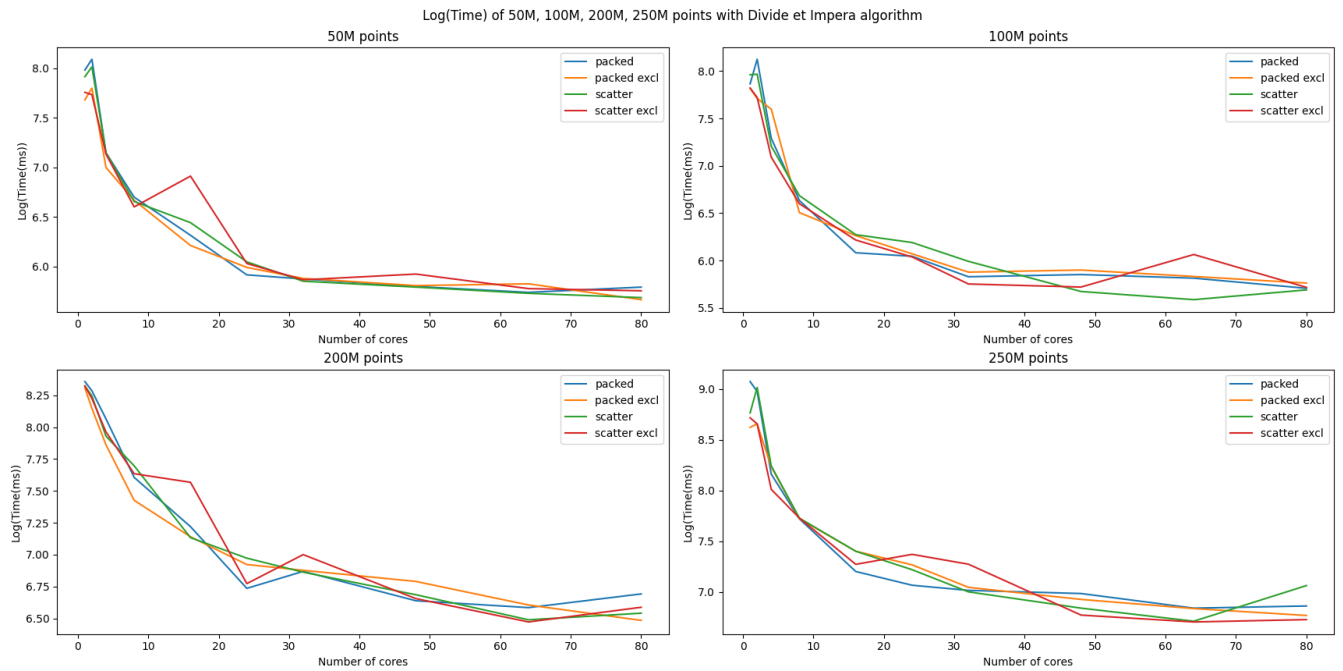 Log(Time) of 50M, 100M, 200M, 250M points with Divide et Impera algorithm
50M points
Log(Time(ms))
8.0
7.5
7.0
6.5
6.0
packed
packed excl
scatter
scatter excl
0 10 20 30 40 50 60 70 80
Number of cores
100M points
Log(Time(ms))
8.0
7.5
7.0
6.5
6.0
5.5
packed
packed excl
scatter
scatter excl
0 10 20 30 40 50 60 70 80
Number of cores
200M points
Log(Time(ms))
8.25
8.00
7.75
7.50
7.25
7.00
6.75
6.50
packed
packed excl
scatter
scatter excl
0 10 20 30 40 50 60 70 80
Number of cores
250M points
Log(Time(ms))
9.0
8.5
8.0
7.5
7.0
packed
packed excl
scatter
scatter excl
0 10 20 30 40 50 60 70 80
Number of cores